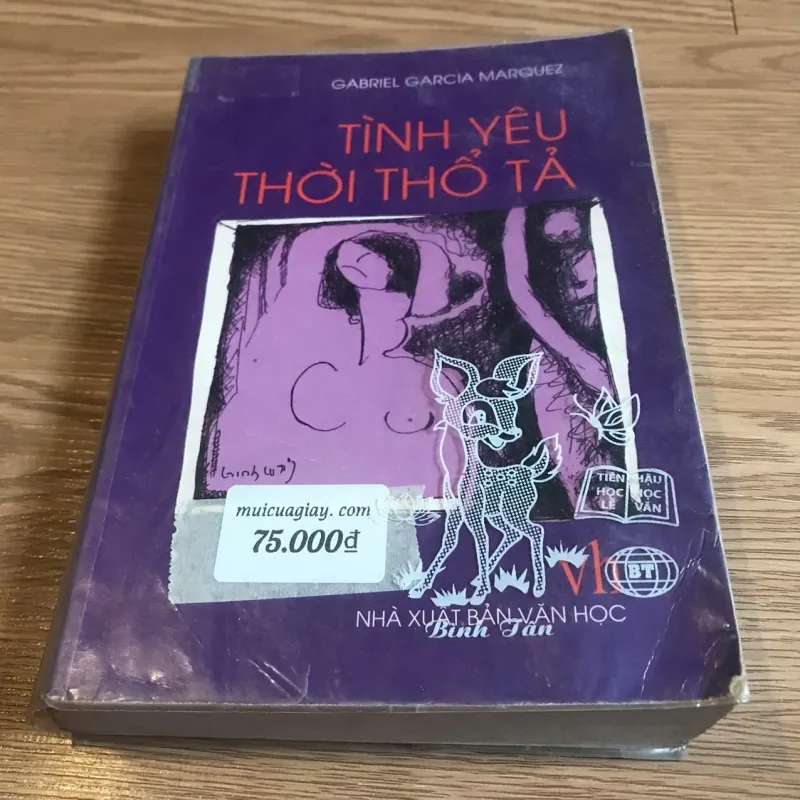 GABRIEL GARCIA MARQUEZ
TÌNH YÊU
THỜI THỔ TẢ
muicuagiay. com
75.000đ
TIÊN HẬU
HỌC HỌC
LỄ VĂN
vh
BT
NHÀ XUẤT BẢN VĂN HỌC
Bình Tân